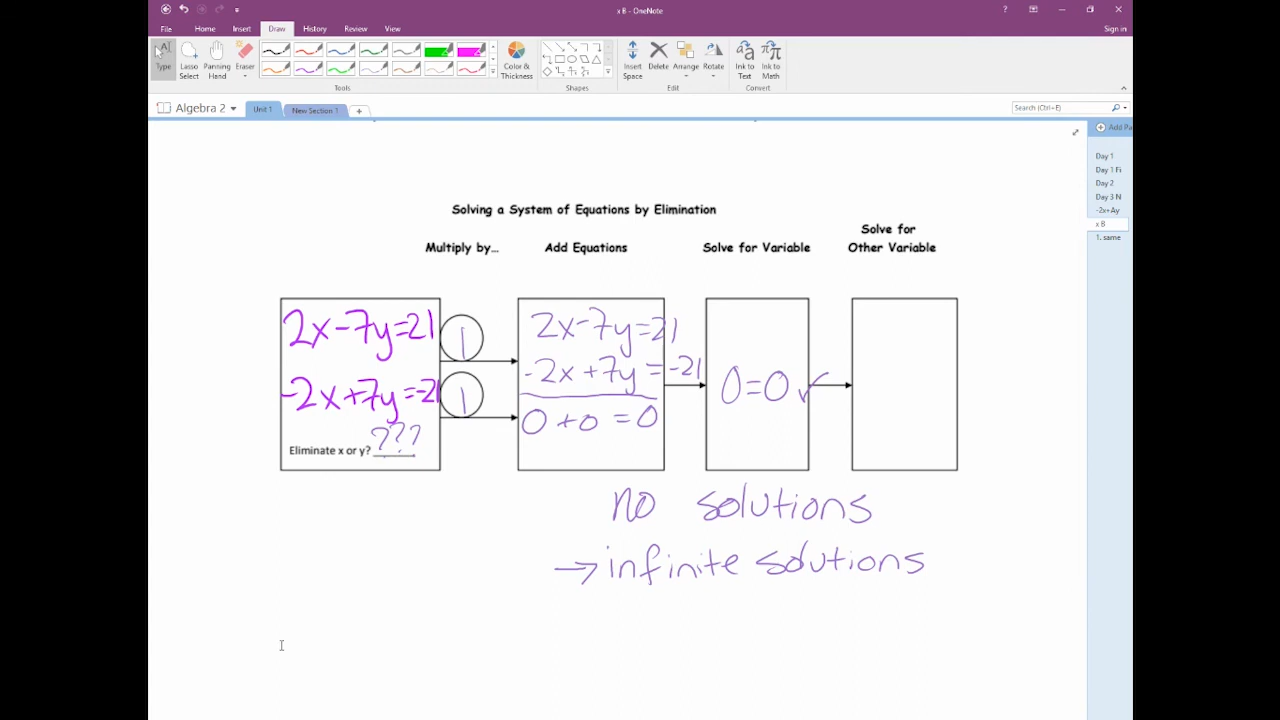 x B - OneNote
? Sign in
File Home Insert Draw History Review View
Type Lasso Select Panning Hand Eraser Color & Thickness Insert Space Delete Arrange Rotate Ink to Text Ink to Math
Tools Shapes Edit Convert
Algebra 2 Unit 1 New Section 1 + Search (Ctrl+E)
Add Pa
Day 1
Day 1 Fi
Day 2
Day 3 N
-2x+Ay
x B
1. same
Solving a System of Equations by Elimination
Multiply by... Add Equations Solve for Variable Solve for Other Variable
2x-7y=21
1
-2x+7y=-21
1
Eliminate x or y? ???
2x-7y=21
-2x+7y=-21
0+0=0
0=0✓
no solutions
→infinite solutions